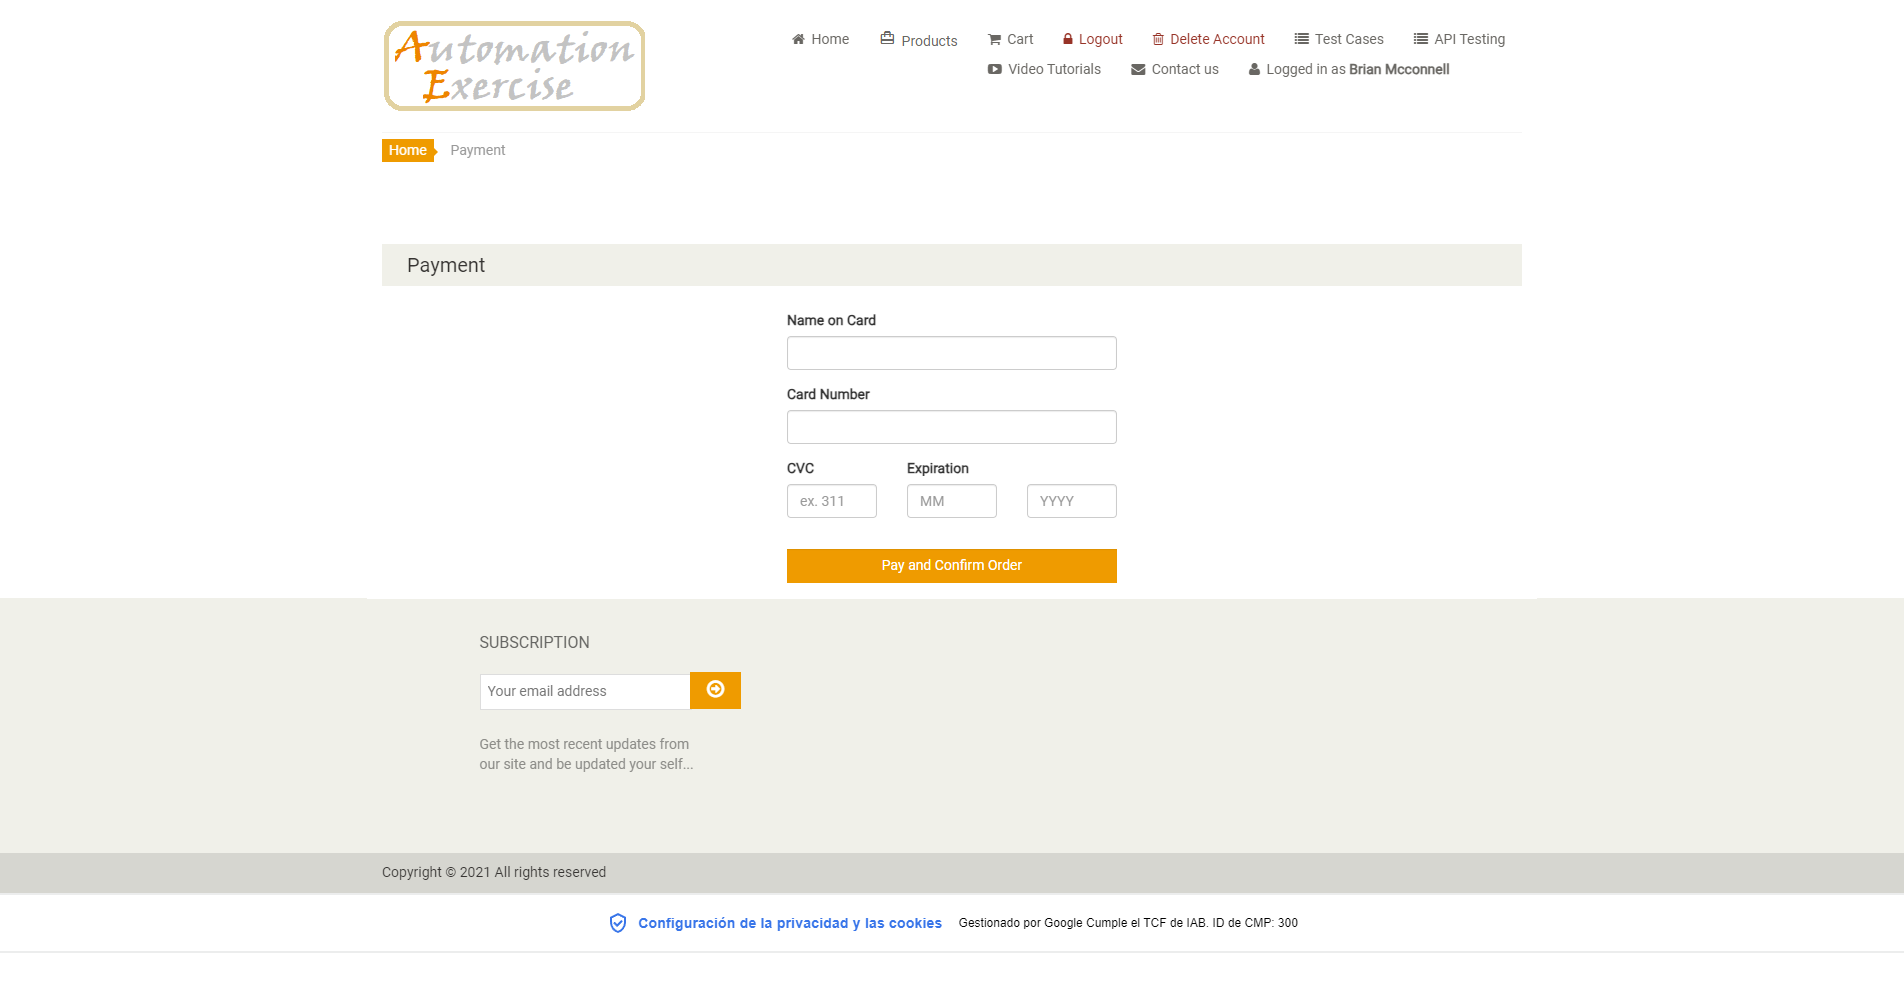 Automation
Exercise
Home
Products
Cart
Logout
Delete Account
Test Cases
API Testing
Video Tutorials
Contact us
Logged in as Brian Mcconnell
Home
Payment
Payment
Name on Card
Card Number
CVC
Expiration
ex. 311
MM
YYYY
Pay and Confirm Order
SUBSCRIPTION
Your email address
Get the most recent updates from
our site and be updated your self...
Copyright © 2021 All rights reserved
Configuración de la privacidad y las cookies
Gestionado por Google Cumple el TCF de IAB. ID de CMP: 300